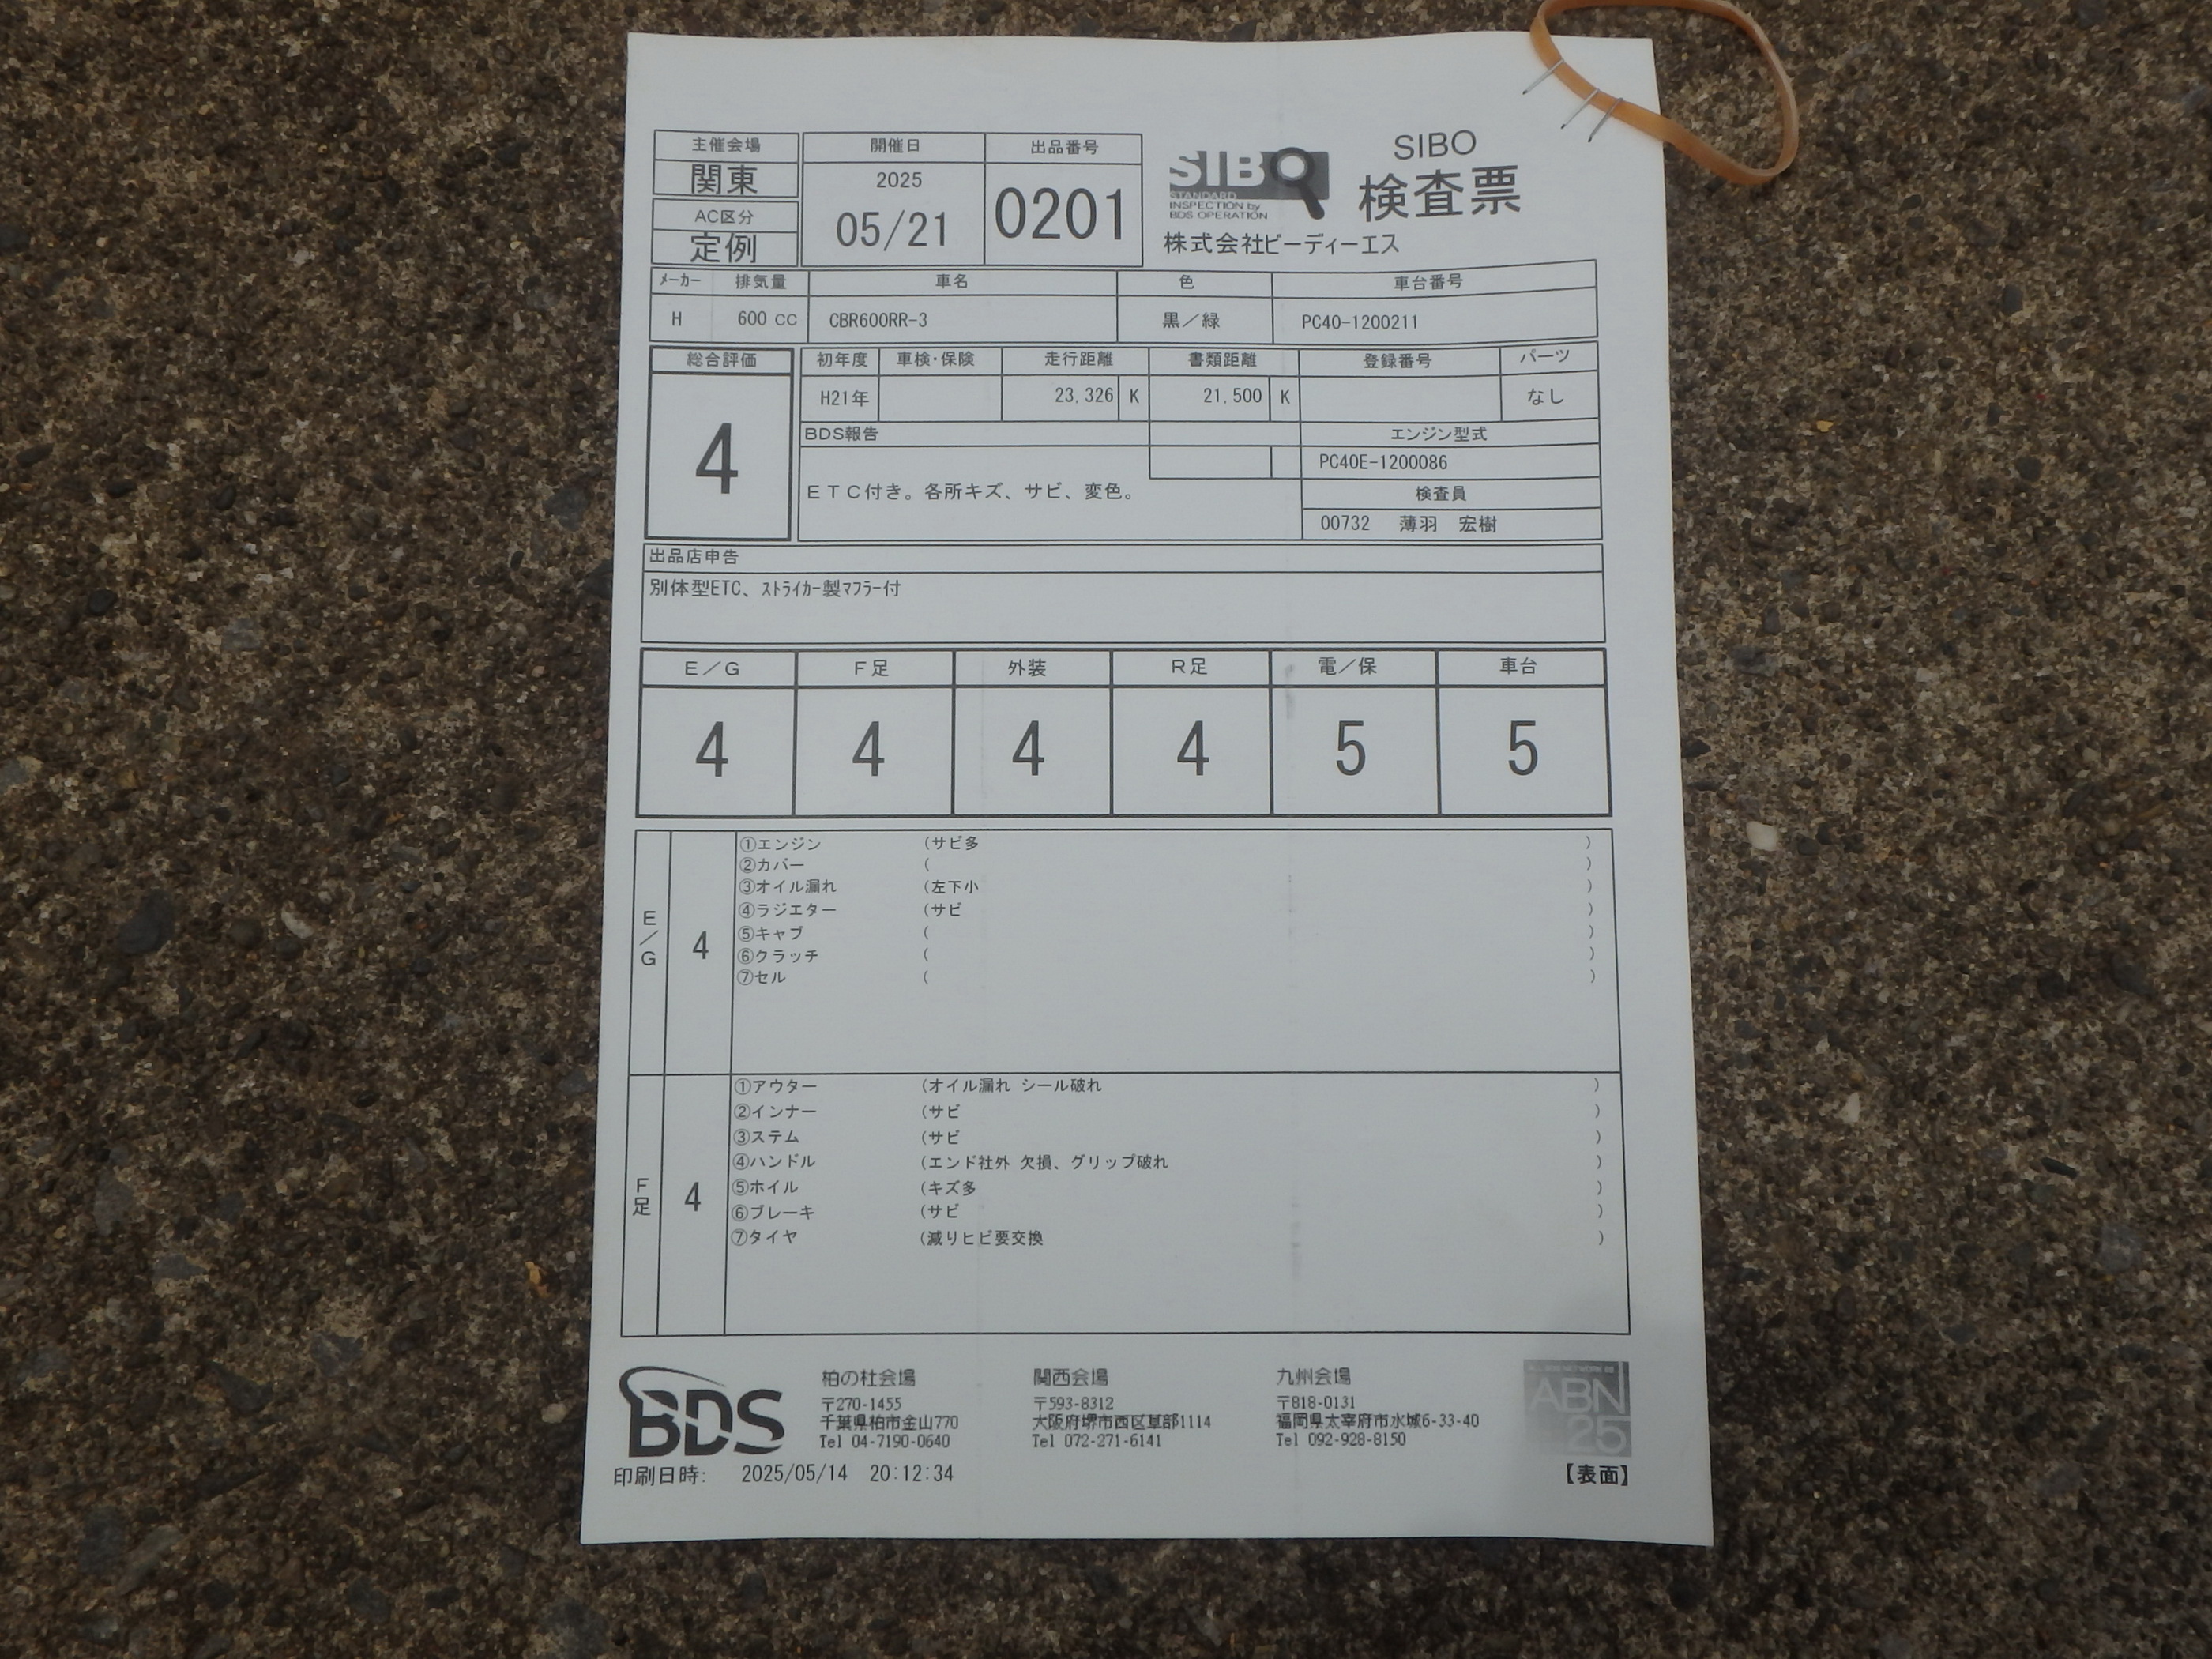 主催会場 開催日 出品番号
関東 2025 05/21 0201
AC区分
定例
SIBO
STANDARD
INSPECTION by
BDS OPERATION
SIBO
検査票
株式会社ビーディーエス
ﾒｰｶｰ 排気量 車名 色 車台番号
H 600 CC CBR600RR-3 黒／緑 PC40-1200211
総合評価 初年度 車検・保険 走行距離 書類距離 登録番号 パーツ
4 H21年 23,326 K 21,500 K なし
BDS報告 エンジン型式
PC40E-1200086
ＥＴＣ付き。各所キズ、サビ、変色。
検査員
00732 薄羽 宏樹
出品店申告
別体型ETC、ｽﾄﾗｲｶｰ製ﾏﾌﾗｰ付
Ｅ／Ｇ Ｆ足 外装 Ｒ足 電／保 車台
4 4 4 4 5 5
Ｅ／Ｇ 4
①エンジン (サビ多 )
②カバー ( )
③オイル漏れ (左下小 )
④ラジエター (サビ )
⑤キャブ ( )
⑥クラッチ ( )
⑦セル ( )
Ｆ足 4
①アウター (オイル漏れ シール破れ )
②インナー (サビ )
③ステム (サビ )
④ハンドル (エンド社外 欠損、グリップ破れ )
⑤ホイル (キズ多 )
⑥ブレーキ (サビ )
⑦タイヤ (減りヒビ要交換 )
BDS
柏の杜会場
〒270-1455
千葉県柏市金山770
Tel 04-7190-0640
関西会場
〒593-8312
大阪府堺市西区草部1114
Tel 072-271-6141
九州会場
〒818-0131
福岡県太宰府市水城6-33-40
Tel 092-928-8150
ABN
25
印刷日時: 2025/05/14 20:12:34
【表面】